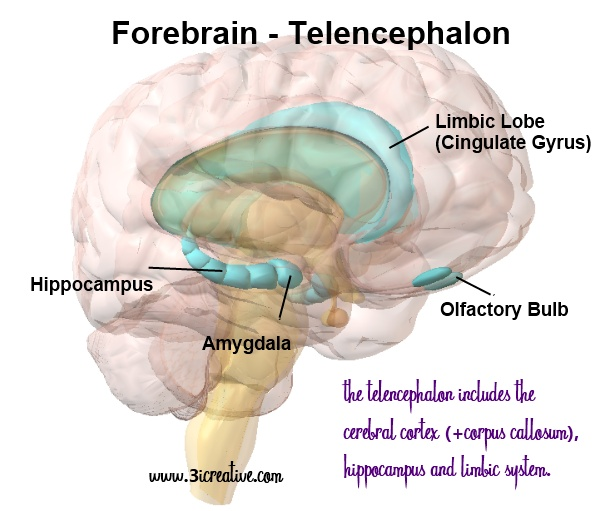 Forebrain - Telencephalon
Limbic Lobe
(Cingulate Gyrus)
Hippocampus
Olfactory Bulb
Amygdala
the telencephalon includes the
cerebral cortex (+corpus callosum),
hippocampus and limbic system.
www.3icreative.com